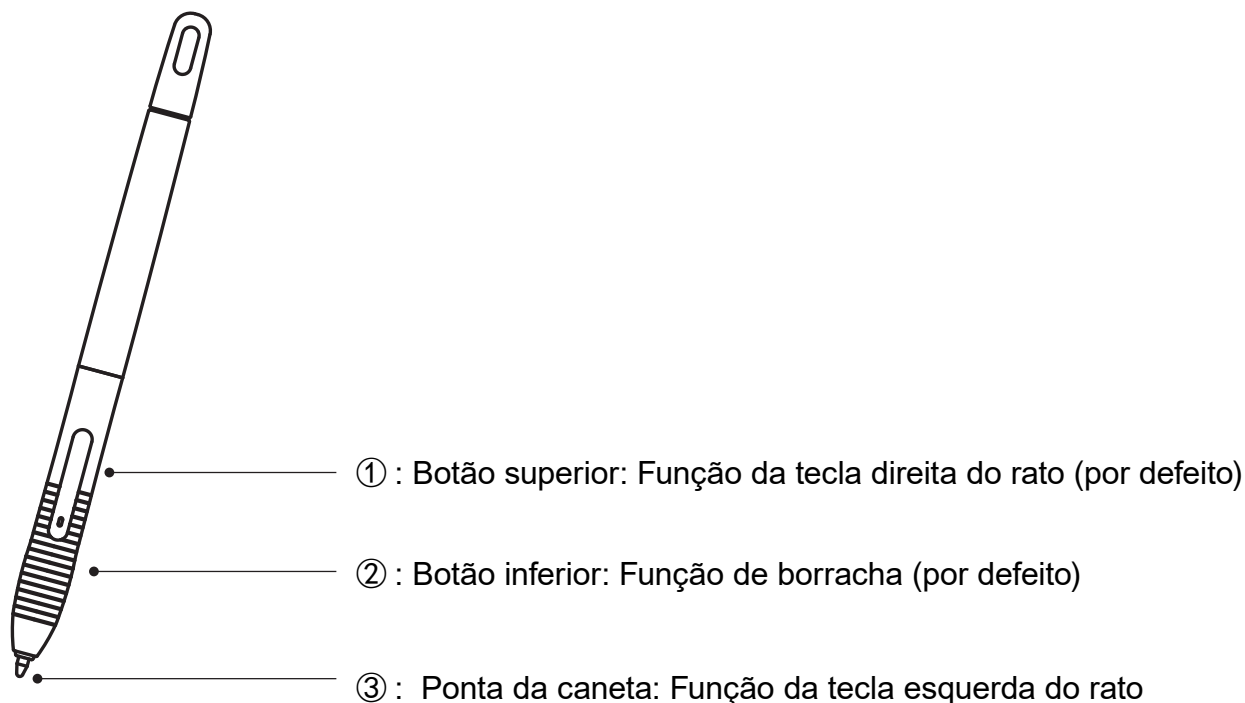 ① : Botão superior: Função da tecla direita do rato (por defeito)
② : Botão inferior: Função de borracha (por defeito)
③ :  Ponta da caneta: Função da tecla esquerda do rato